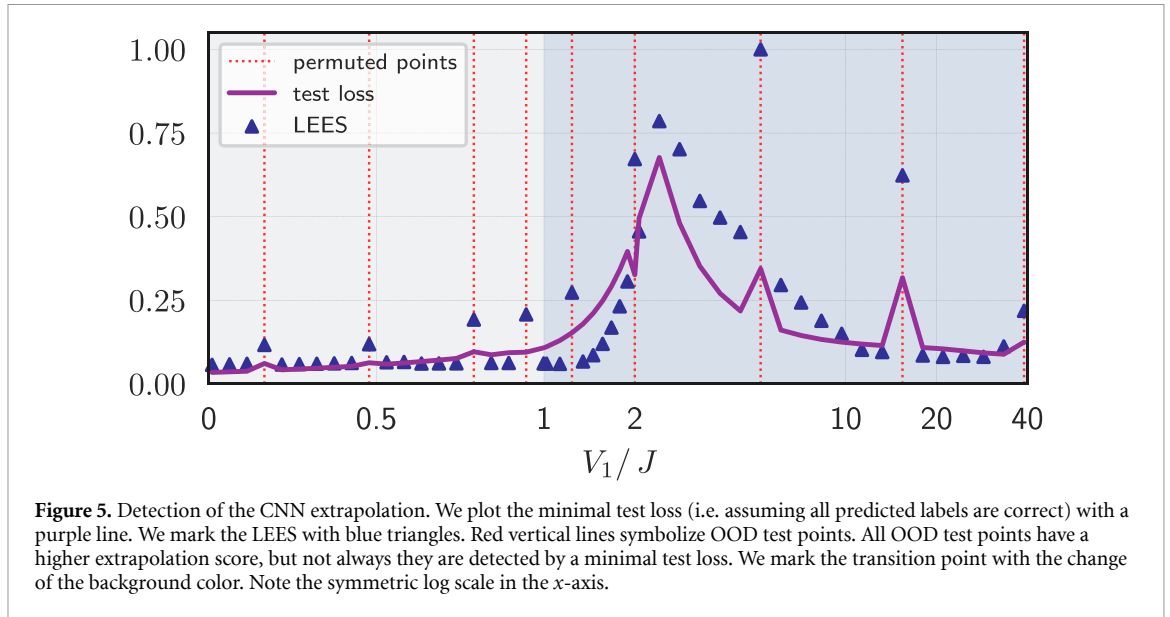 1.00
0.75
0.50
0.25
0.00
permuted points
test loss
LEES
0 0.5 1 2 10 20 40
V₁/ J
Figure 5. Detection of the CNN extrapolation. We plot the minimal test loss (i.e. assuming all predicted labels are correct) with a
purple line. We mark the LEES with blue triangles. Red vertical lines symbolize OOD test points. All OOD test points have a
higher extrapolation score, but not always they are detected by a minimal test loss. We mark the transition point with the change
of the background color. Note the symmetric log scale in the x-axis.